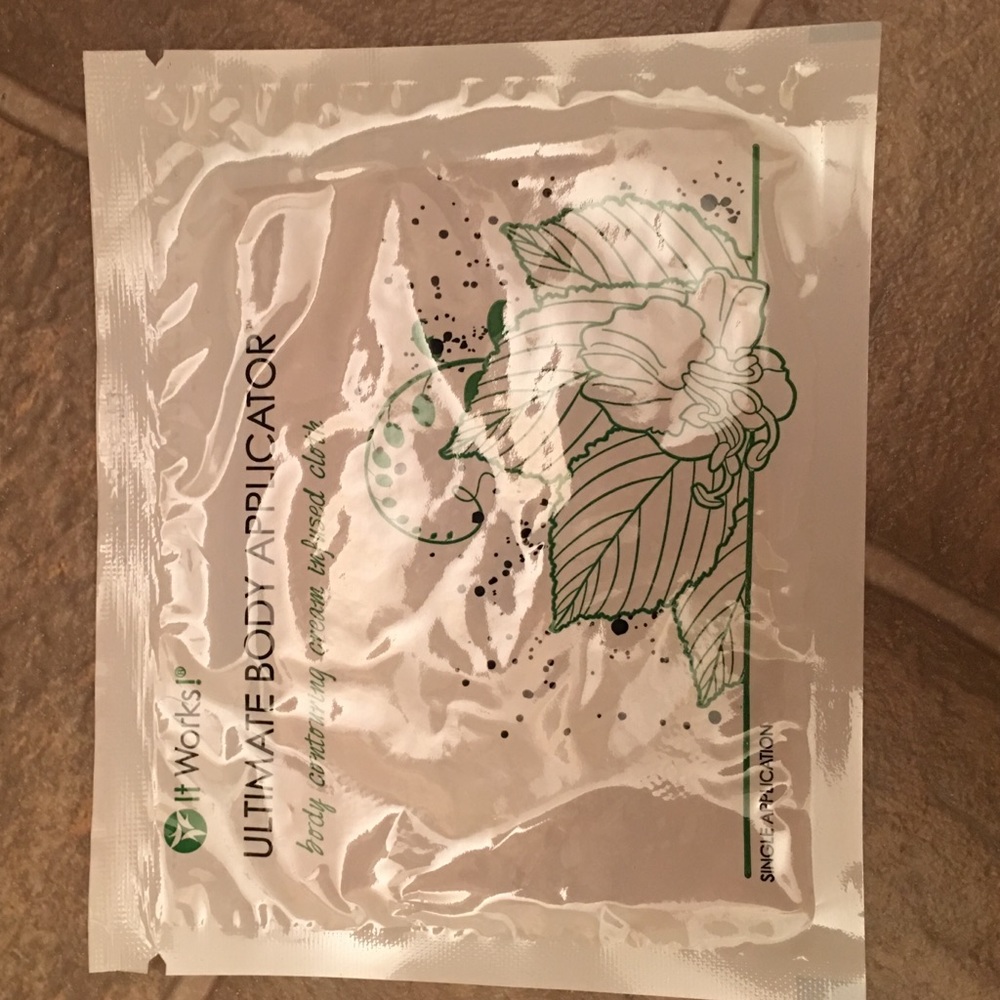 It Works!®
ULTIMATE BODY APPLICATOR™
body contouring cream infused cloth
SINGLE APPLICATION